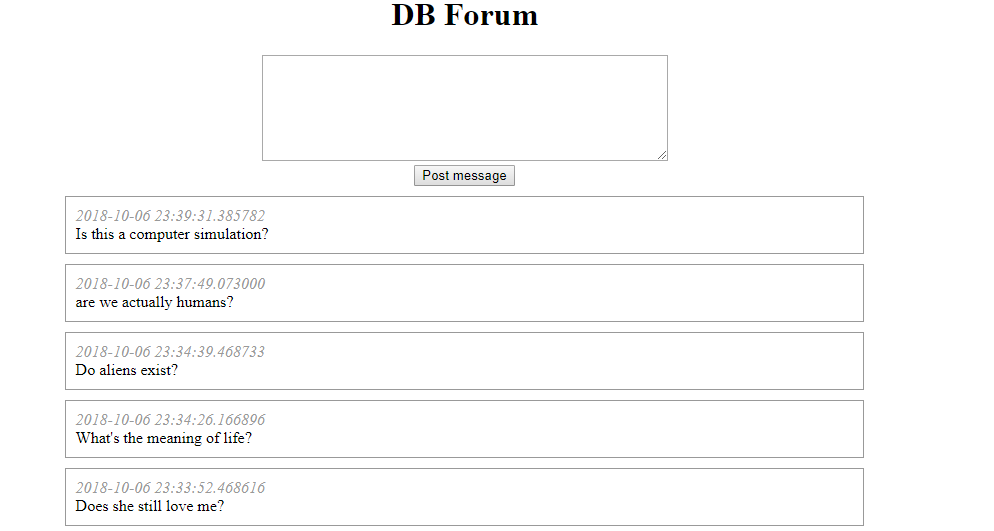 DB Forum
Post message
2018-10-06 23:39:31.385782
Is this a computer simulation?
2018-10-06 23:37:49.073000
are we actually humans?
2018-10-06 23:34:39.468733
Do aliens exist?
2018-10-06 23:34:26.166896
What's the meaning of life?
2018-10-06 23:33:52.468616
Does she still love me?